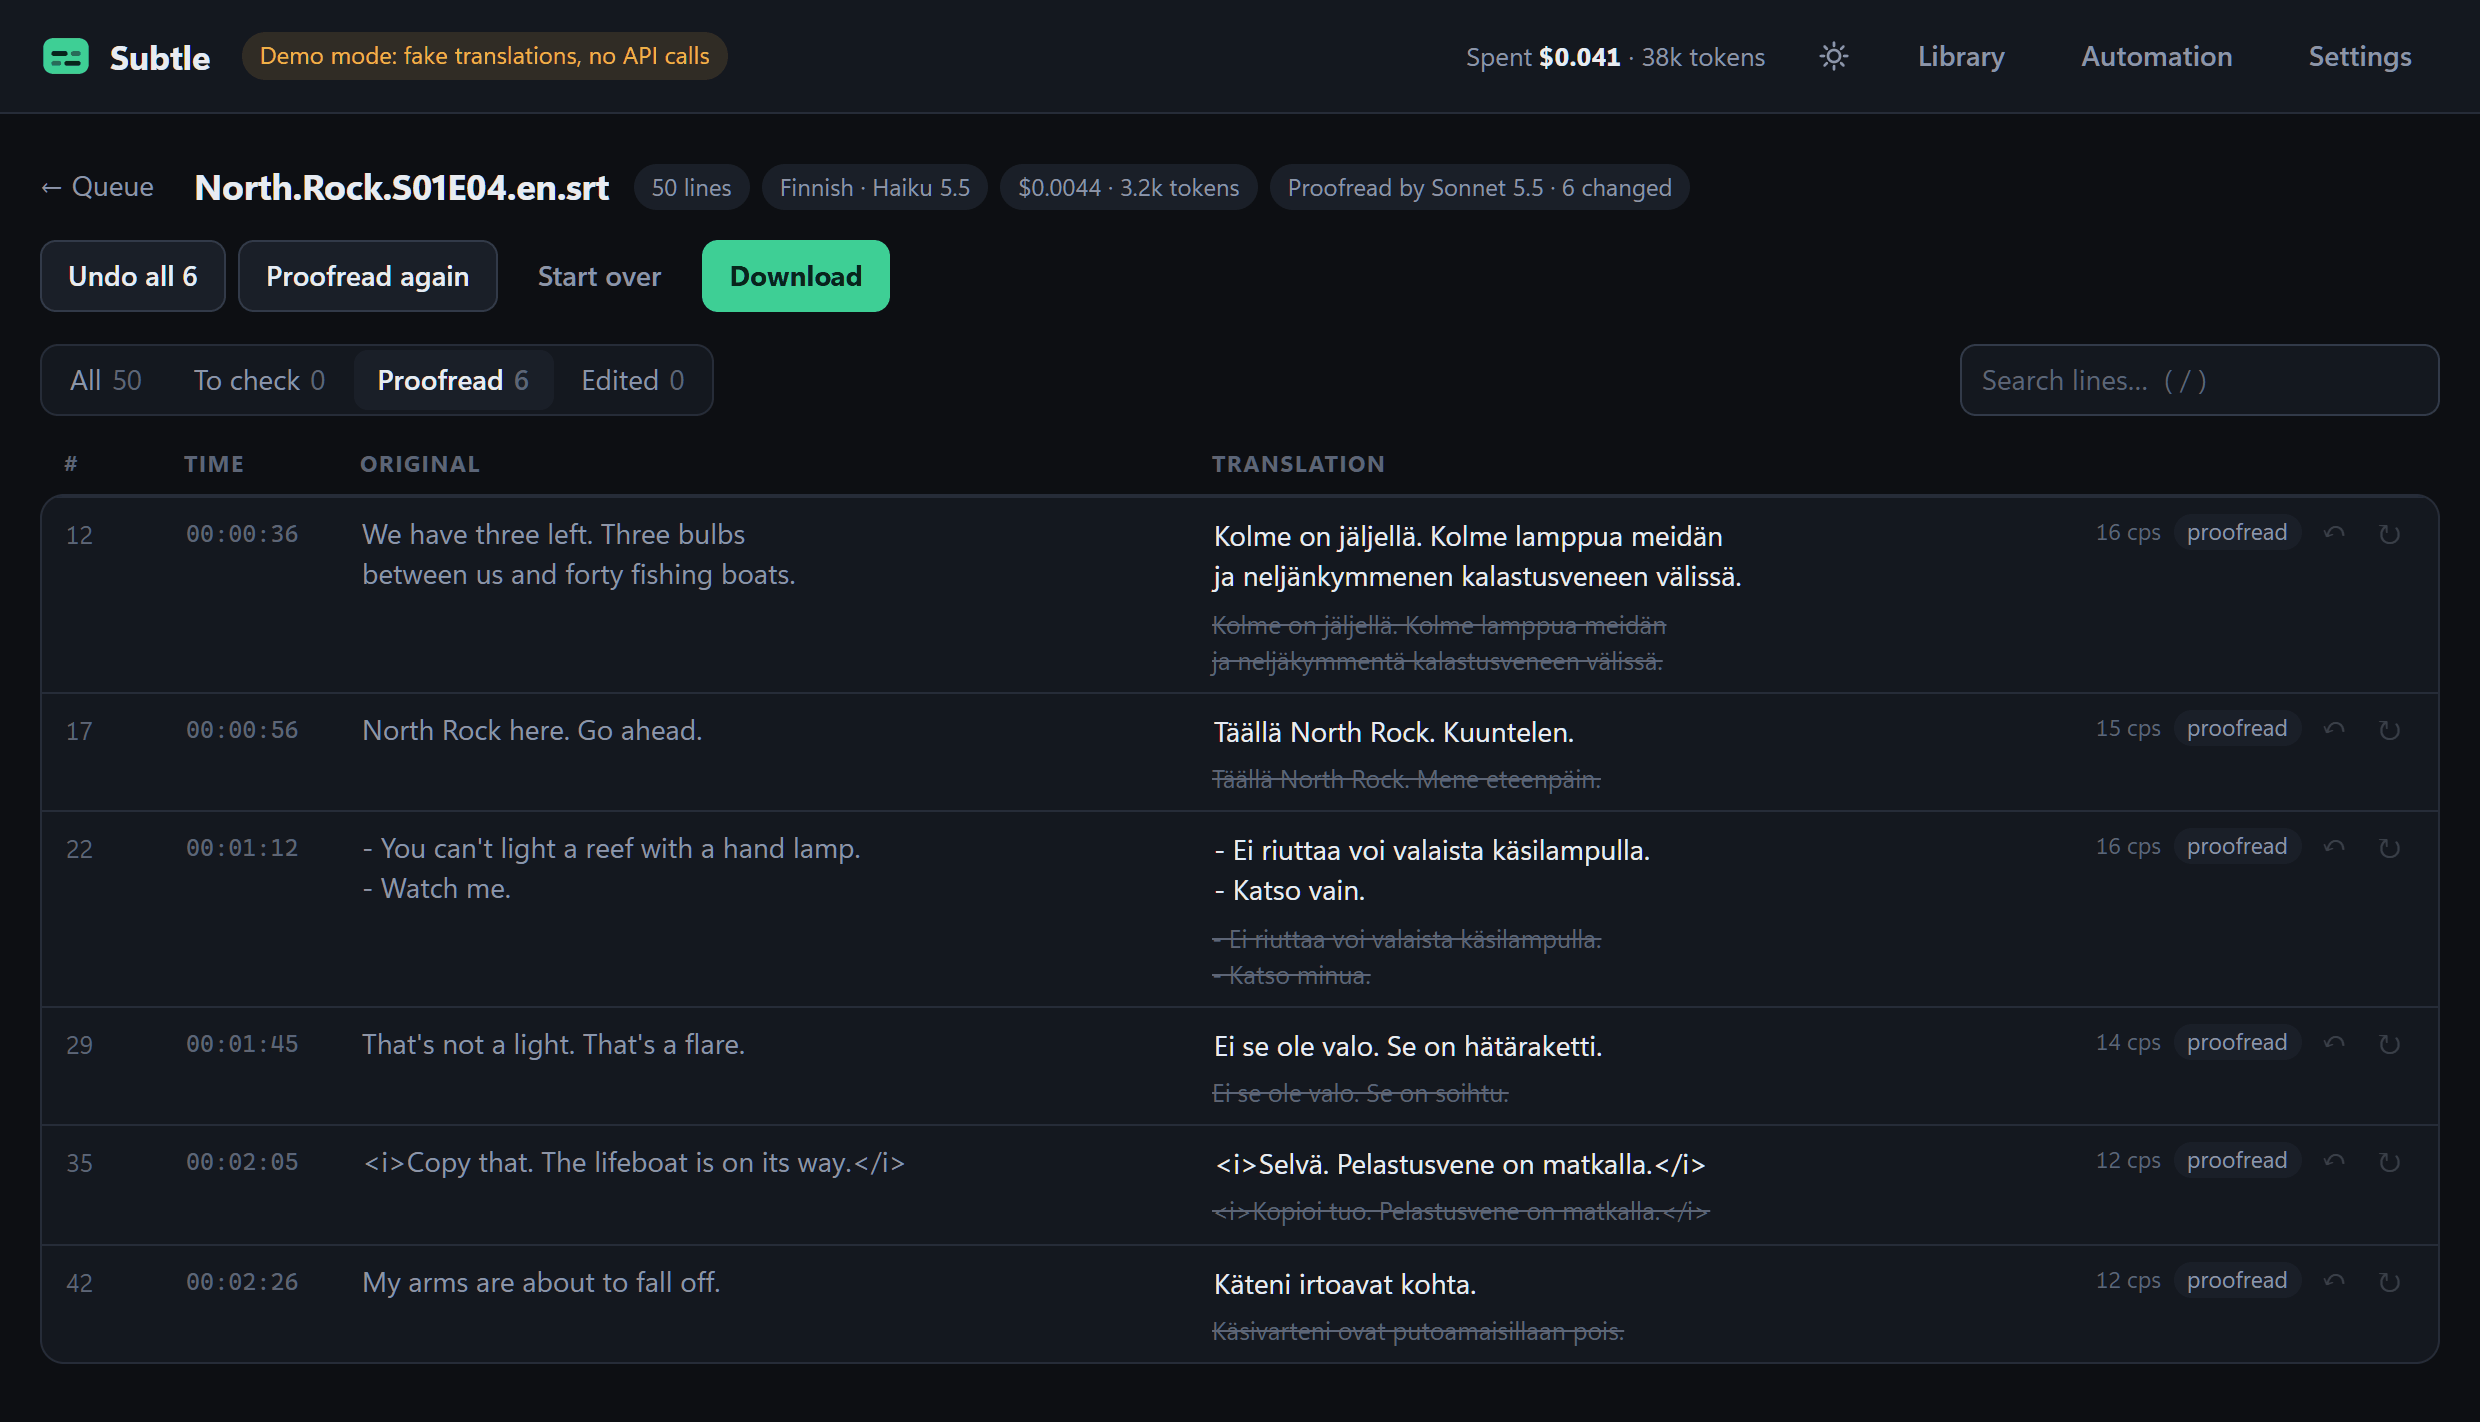 Subtle
Demo mode: fake translations, no API calls
Spent $0.041 · 38k tokens
Library
Automation
Settings
← Queue
North.Rock.S01E04.en.srt
50 lines
Finnish · Haiku 5.5
$0.0044 · 3.2k tokens
Proofread by Sonnet 5.5 · 6 changed
Undo all 6
Proofread again
Start over
Download
All 50
To check 0
Proofread 6
Edited 0
Search lines... ( / )
#
TIME
ORIGINAL
TRANSLATION
12
00:00:36
We have three left. Three bulbs
between us and forty fishing boats.
Kolme on jäljellä. Kolme lamppua meidän
ja neljänkymmenen kalastusveneen välissä.
Kolme on jäljellä. Kolme lamppua meidän
ja neljäkymmentä kalastusveneen välissä.
16 cps
proofread
17
00:00:56
North Rock here. Go ahead.
Täällä North Rock. Kuuntelen.
Täällä North Rock. Mene eteenpäin.
15 cps
proofread
22
00:01:12
- You can't light a reef with a hand lamp.
- Watch me.
- Ei riuttaa voi valaista käsilampulla.
- Katso vain.
- Ei riuttaa voi valaista käsilampulla.
- Katso minua.
16 cps
proofread
29
00:01:45
That's not a light. That's a flare.
Ei se ole valo. Se on hätäraketti.
Ei se ole valo. Se on soihtu.
14 cps
proofread
35
00:02:05
<i>Copy that. The lifeboat is on its way.</i>
<i>Selvä. Pelastusvene on matkalla.</i>
<i>Kopioi tuo. Pelastusvene on matkalla.</i>
12 cps
proofread
42
00:02:26
My arms are about to fall off.
Käteni irtoavat kohta.
Käsivarteni ovat putoamaisillaan pois.
12 cps
proofread